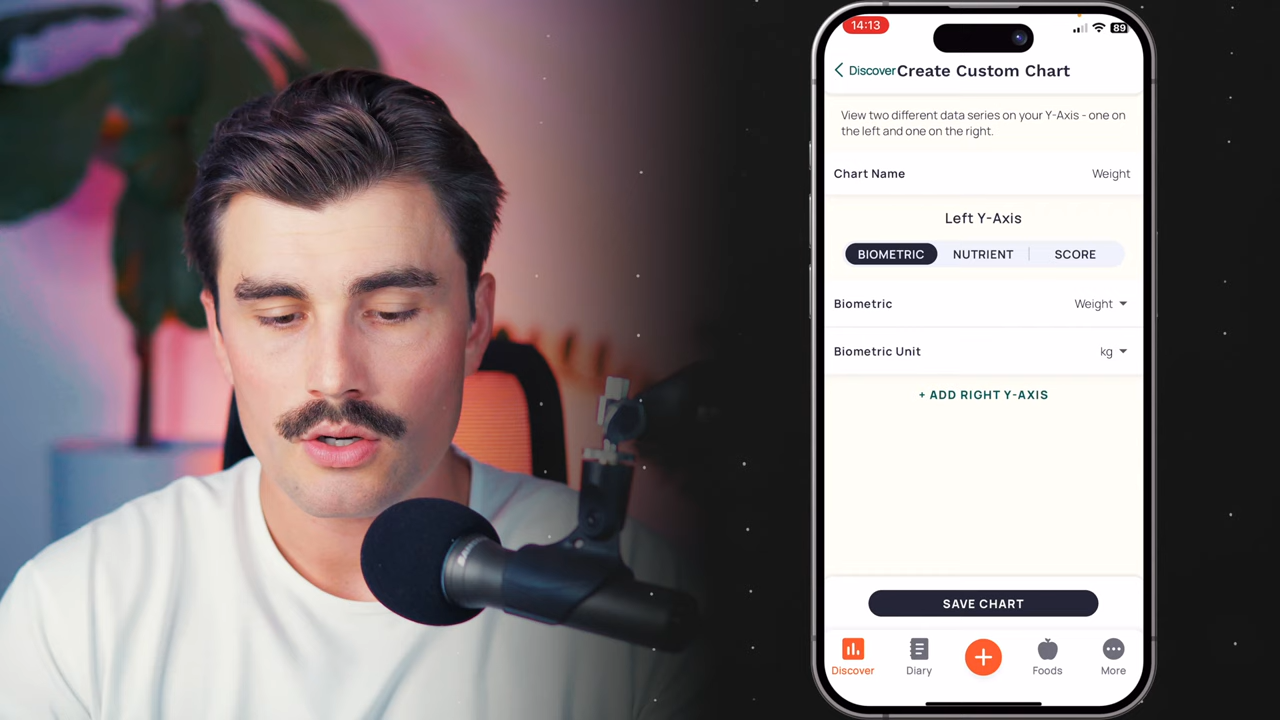 14:13
89
Discover
Create Custom Chart
View two different data series on your Y-Axis - one on
the left and one on the right.
Chart Name Weight
Left Y-Axis
BIOMETRIC NUTRIENT SCORE
Biometric Weight
Biometric Unit kg
+ ADD RIGHT Y-AXIS
SAVE CHART
Discover Diary Foods More